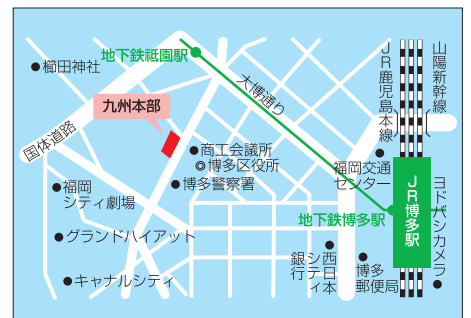 地下鉄祇園駅
櫛田神社
九州本部
国体道路
大博通り
JR鹿児島本線
山陽新幹線
商工会議所
博多区役所
博多警察署
福岡交通
センター
福岡
シティ劇場
地下鉄博多駅
JR博多駅
ヨドバシカメラ
グランドハイアット
キャナルシティ
西日本
シティ
銀行
博多
郵便局